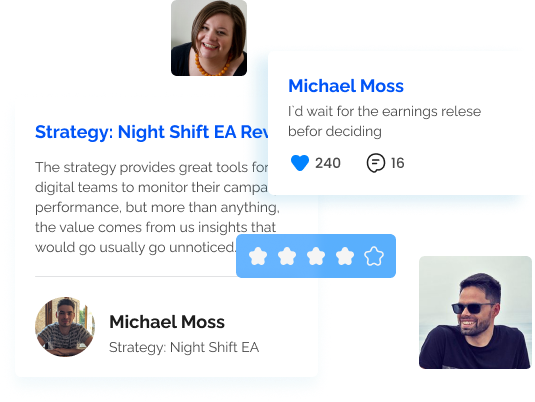 Michael Moss
I`d wait for the earnings relese
befor deciding
240 16
Strategy: Night Shift EA
The strategy provides great tools for
digital teams to monitor their
performance, but more than anything,
the value comes from us insights that
would go usually go unnoticed.
Michael Moss
Strategy: Night Shift EA